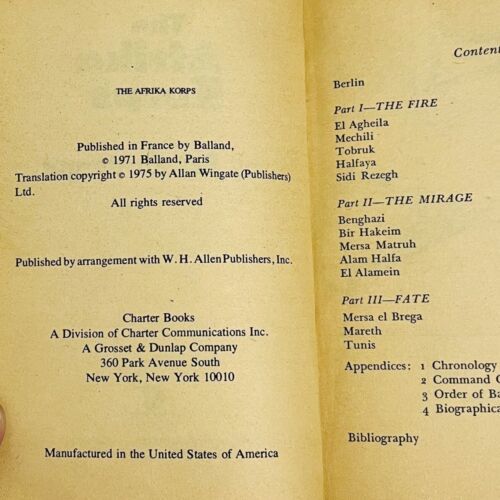 THE AFRIKA KORPS
Published in France by Balland,
© 1971 Balland, Paris
Translation copyright © 1975 by Allan Wingate (Publishers)
Ltd.
All rights reserved
Published by arrangement with W. H. Allen Publishers, Inc.
Charter Books
A Division of Charter Communications Inc.
A Grosset & Dunlap Company
360 Park Avenue South
New York, New York 10010
Manufactured in the United States of America
Content
Berlin
Part I—THE FIRE
El Agheila
Mechili
Tobruk
Halfaya
Sidi Rezegh
Part II—THE MIRAGE
Benghazi
Bir Hakeim
Mersa Matruh
Alam Halfa
El Alamein
Part III—FATE
Mersa el Brega
Mareth
Tunis
Appendices: 1 Chronology
2 Command
3 Order of Ba
4 Biographica
Bibliography